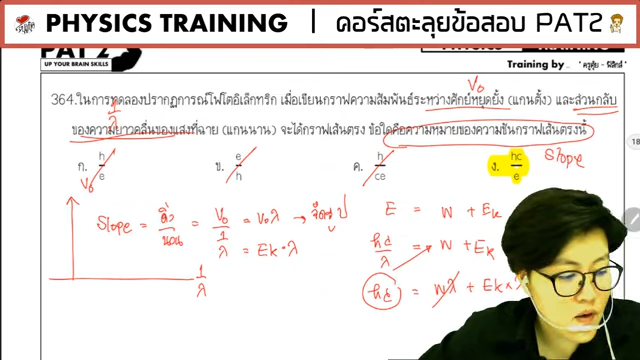 PHYSICS TRAINING | คอร์สตะลุยข้อสอบ PAT2
PAT 2
UP YOUR BRAIN SKILLS
Training by
V₀
364.ในการทดลองปรากฏการณ์โฟโตอิเล็กทริก เมื่อเขียนกราฟความสัมพันธ์ระหว่างศักย์หยุดยั้ง (แกนตั้ง) และส่วนกลับ
1/λ
ของความยาวคลื่นของแสงที่ฉาย (แกนนาน) จะได้กราฟเส้นตรง ข้อใดคือความหมายของความชันกราฟเส้นตรงนี้
ก. h/e ข. e/h ค. h/ce ง. hc/e slope
V₀
Slope = ดิ่ง/นอน = V₀/(1/λ) = V₀λ → จัดรูป
= Ek·λ
1/λ
E = W + Ek
hc/λ = W + Ek
hc = Wλ + Ek×
18